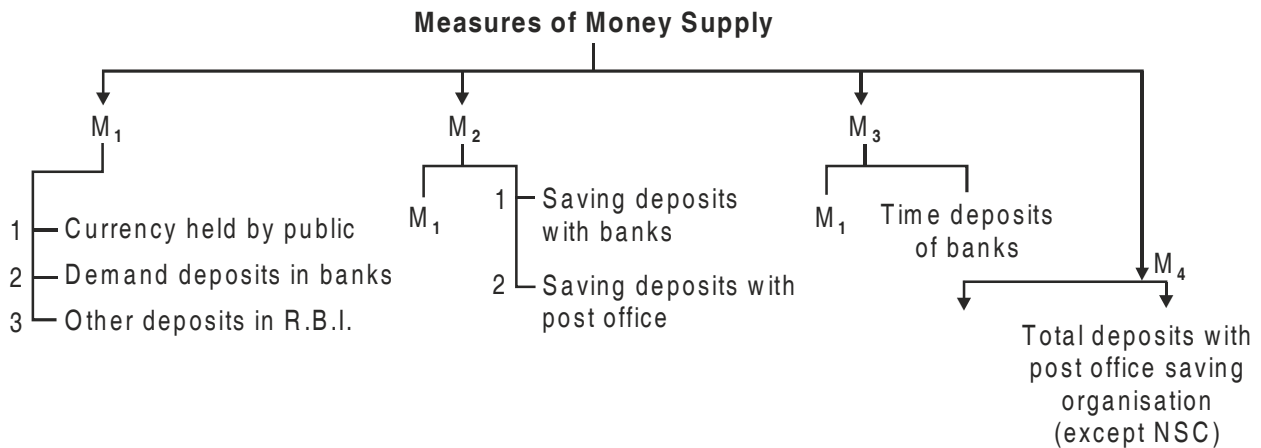 Measures of Money Supply
M₁
M₂
M₃
1 Currency held by public
2 Demand deposits in banks
3 Other deposits in R.B.I.
M₁
1 Saving deposits
with banks
2 Saving deposits with
post office
M₁
Time deposits
of banks
M₄
Total deposits with
post office saving
organisation
(except NSC)